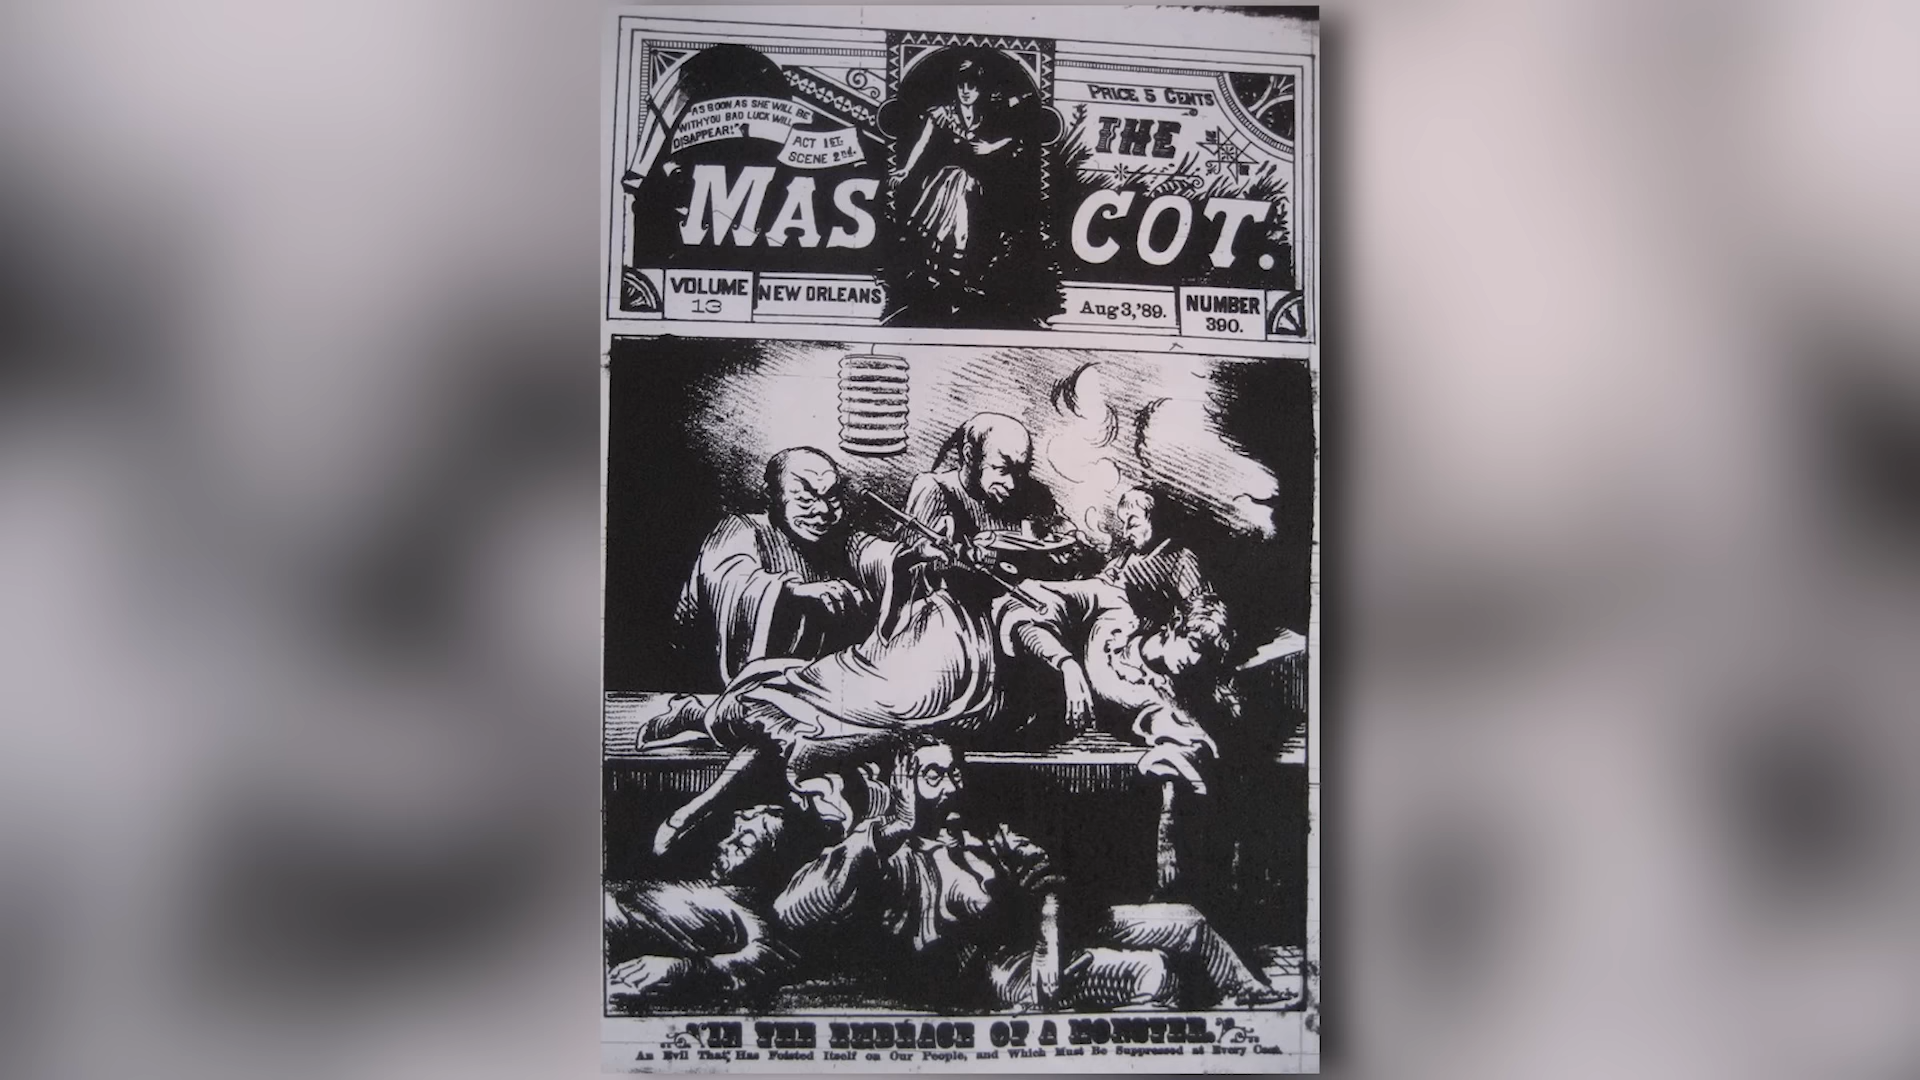 "AS SOON AS SHE WILL BE
WITH YOU BAD LUCK WILL
DISAPPEAR!"
ACT 1ST.
SCENE 2nd.
PRICE 5 CENTS
THE
MASCOT.
VOLUME
13
NEW ORLEANS
Aug 3, '89.
NUMBER
390.
"IN THE EMBRACE OF A MONSTER."
An Evil That Has Foisted Itself on Our People, and Which Must Be Suppressed at Every Cost.